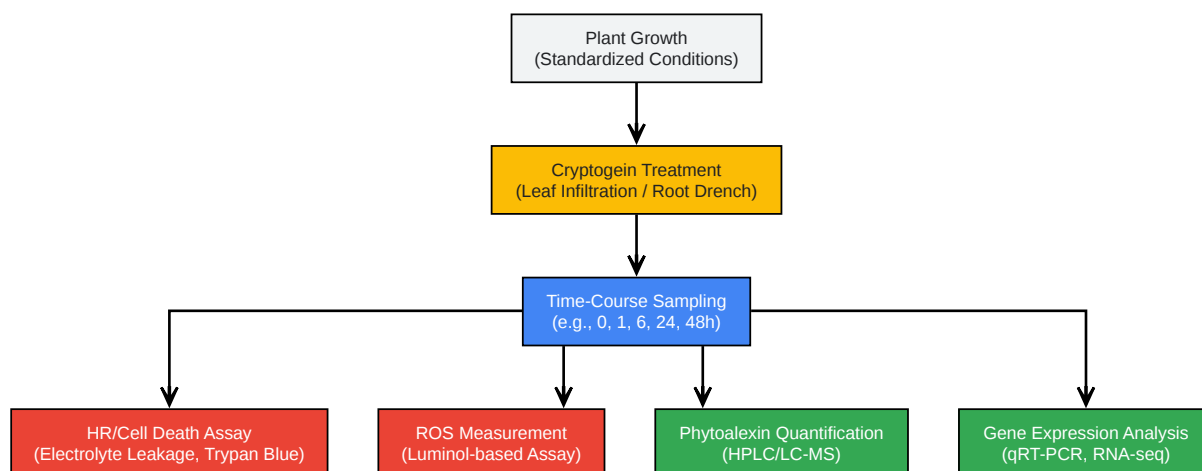 Plant Growth
(Standardized Conditions)
Cryptogein Treatment
(Leaf Infiltration / Root Drench)
Time-Course Sampling
(e.g., 0, 1, 6, 24, 48h)
HR/Cell Death Assay
(Electrolyte Leakage, Trypan Blue)
ROS Measurement
(Luminol-based Assay)
Phytoalexin Quantification
(HPLC/LC-MS)
Gene Expression Analysis
(qRT-PCR, RNA-seq)